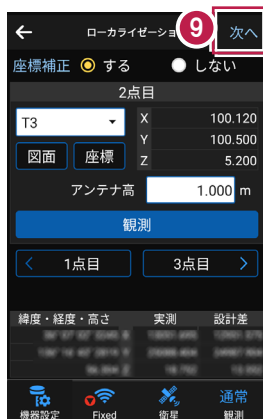 ローカライゼーショ
9
次へ
座標補正 する しない
2点目
T3
X 100.120
Y 100.500
図面 座標
Z 5.200
アンテナ高 1.000 m
観測
< 1点目
3点目 >
緯度・経度・高さ 実測 設計差
通常
機器設定 Fixed 衛星 観測